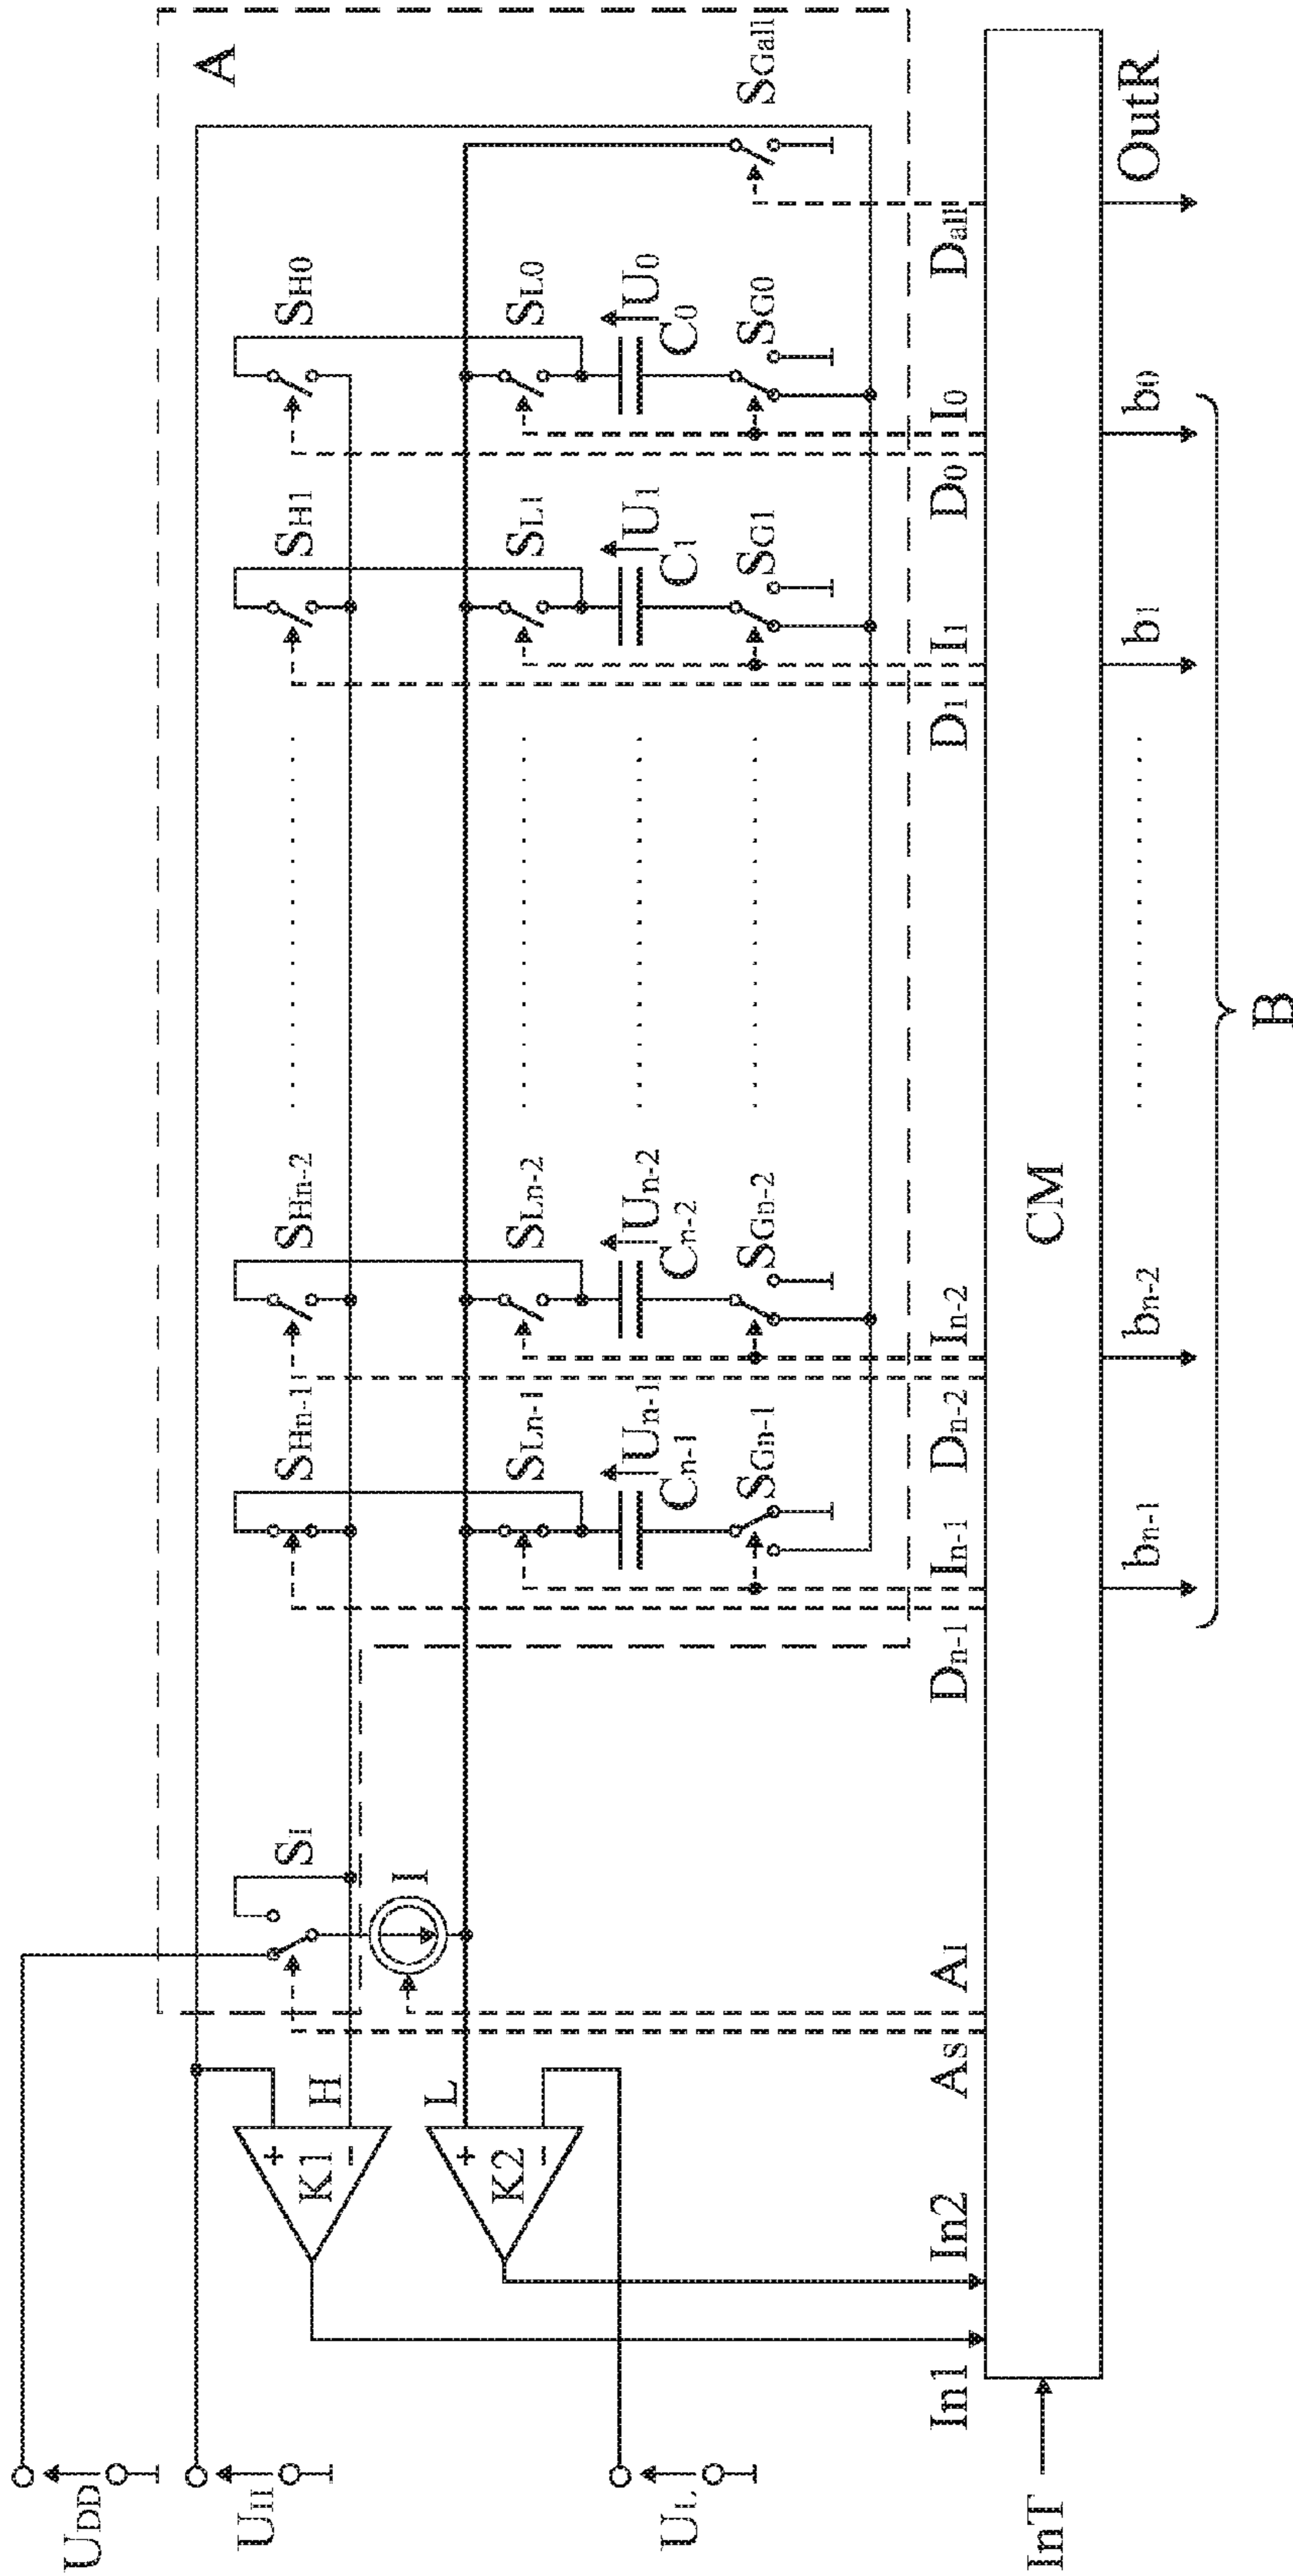 UDD
UH
UL
InT
K1
+
−
H
K2
+
−
L
In1
In2
As
AI
SI
I
A
SHn-1
SHn-2
SH1
SH0
SLn-1
SLn-2
SL1
SL0
Un-1
Un-2
U1
U0
Cn-1
Cn-2
C1
C0
SGn-1
SGn-2
SG1
SG0
SGall
Dn-1
In-1
Dn-2
In-2
D1
I1
D0
I0
Dall
CM
bn-1
bn-2
b1
b0
OutR
B